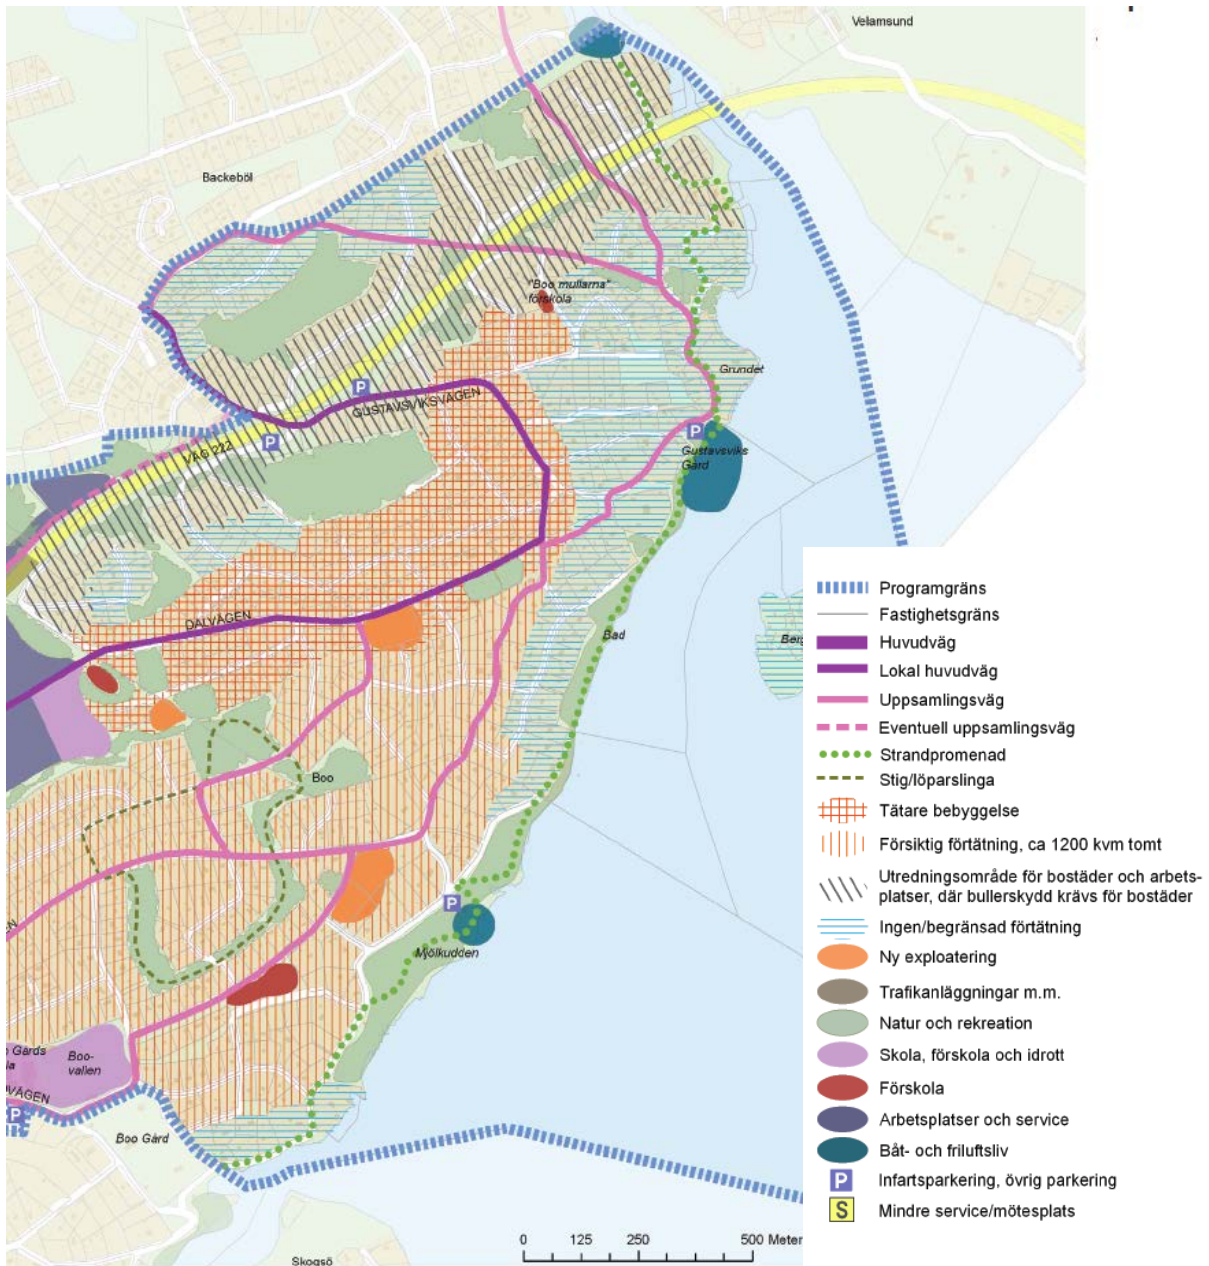 Velamsund
Backeböl
"Boo mullarna"
förskola
Grundet
P
GUSTAVSVIKSVÄGEN
P
P
VÄG 222
Gustavsviks
Gård
DALVÄGEN
Bad
Boo
P
Mjölkudden
Gårds
Boo-
vallen
P
Boo Gård
Skogsö
0 125 250 500 Meter
Programgräns
Fastighetsgräns
Huvudväg
Lokal huvudväg
Uppsamlingsväg
Eventuell uppsamlingsväg
Strandpromenad
Stig/löparslinga
Tätare bebyggelse
Försiktig förtätning, ca 1200 kvm tomt
Utredningsområde för bostäder och arbets-
platser, där bullerskydd krävs för bostäder
Ingen/begränsad förtätning
Ny exploatering
Trafikanläggningar m.m.
Natur och rekreation
Skola, förskola och idrott
Förskola
Arbetsplatser och service
Båt- och friluftsliv
P Infartsparkering, övrig parkering
S Mindre service/mötesplats